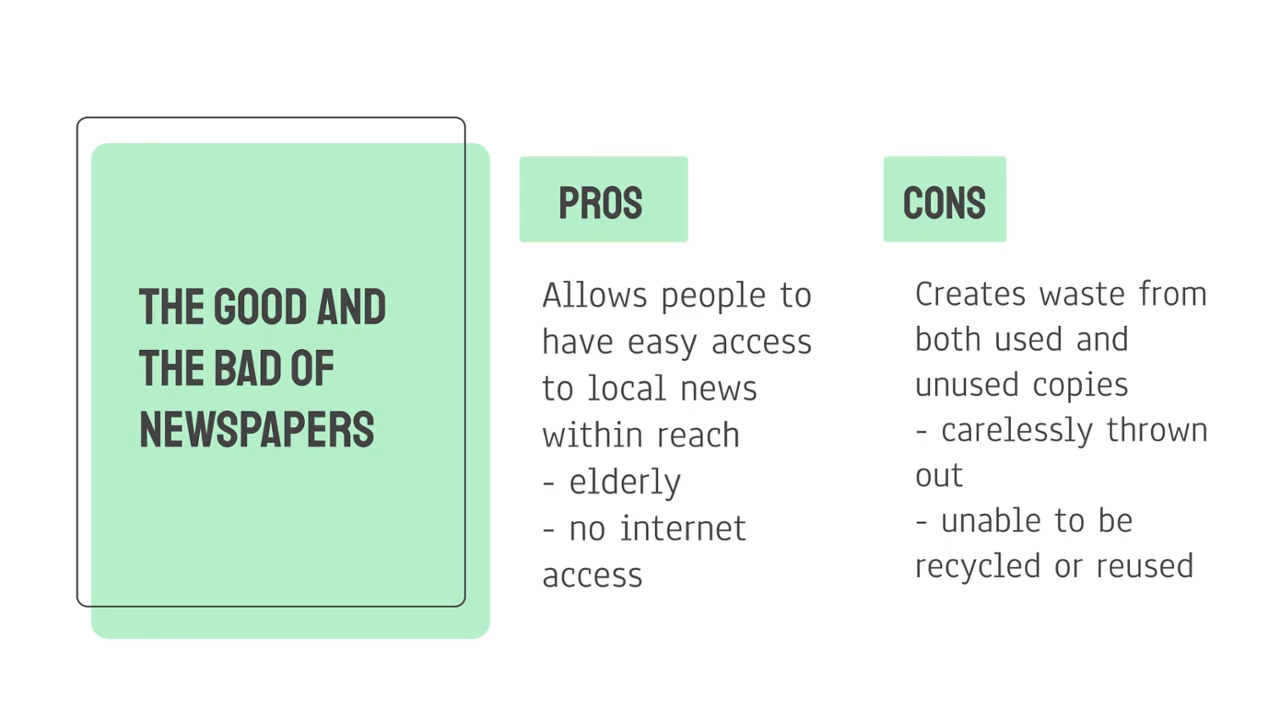 THE GOOD AND
THE BAD OF
NEWSPAPERS
PROS
Allows people to
have easy access
to local news
within reach
- elderly
- no internet
access
CONS
Creates waste from
both used and
unused copies
- carelessly thrown
out
- unable to be
recycled or reused